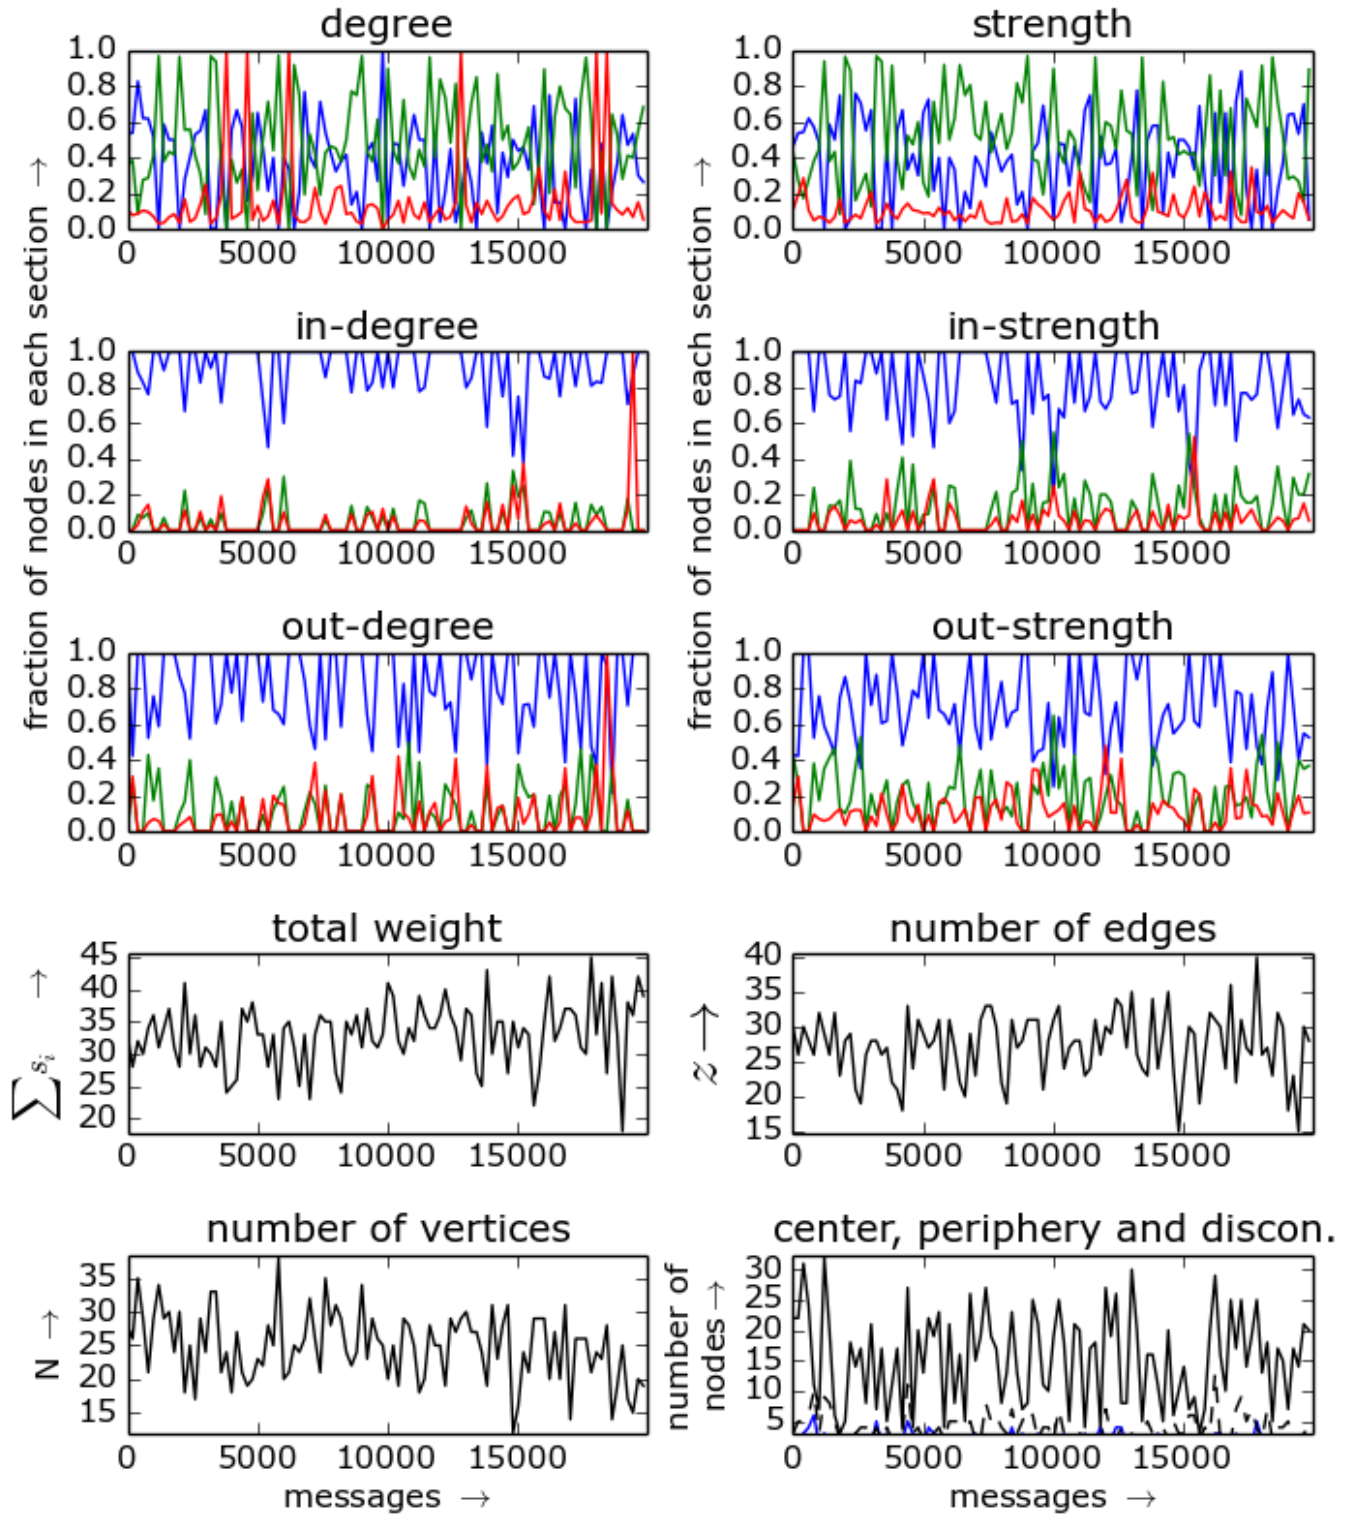 degree
strength
1.0
0.8
0.6
0.4
0.2
0.0
0 5000 10000 15000
1.0
0.8
0.6
0.4
0.2
0.0
0 5000 10000 15000
in-degree
in-strength
1.0
0.8
0.6
0.4
0.2
0.0
0 5000 10000 15000
1.0
0.8
0.6
0.4
0.2
0.0
0 5000 10000 15000
out-degree
out-strength
1.0
0.8
0.6
0.4
0.2
0.0
0 5000 10000 15000
1.0
0.8
0.6
0.4
0.2
0.0
0 5000 10000 15000
fraction of nodes in each section →
fraction of nodes in each section →
total weight
number of edges
45
40
35
30
25
20
0 5000 10000 15000
∑ s_i →
40
35
30
25
20
15
0 5000 10000 15000
z →
number of vertices
center, periphery and discon.
35
30
25
20
15
0 5000 10000 15000
N →
messages →
30
25
20
15
10
5
0 5000 10000 15000
number of
nodes →
messages →